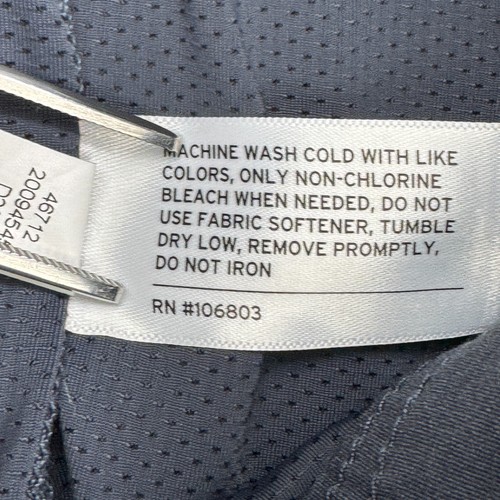 MACHINE WASH COLD WITH LIKE
COLORS, ONLY NON-CHLORINE
BLEACH WHEN NEEDED, DO NOT
USE FABRIC SOFTENER, TUMBLE
DRY LOW, REMOVE PROMPTLY,
DO NOT IRON
RN #106803
46712